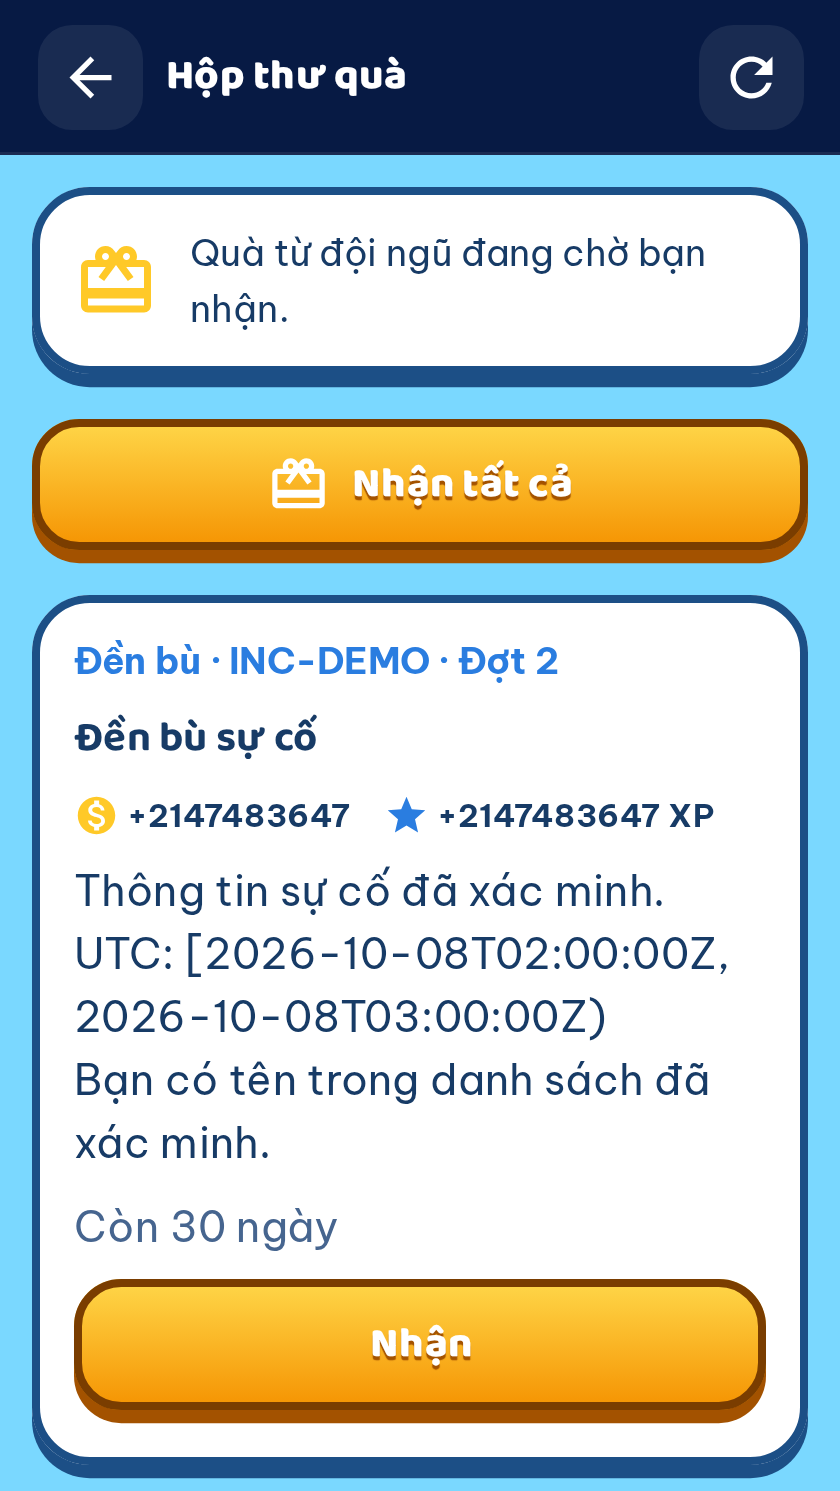 Hộp thư quà
Quà từ đội ngũ đang chờ bạn
nhận.
Nhận tất cả
Đền bù · INC-DEMO · Đợt 2
Đền bù sự cố
+2147483647 +2147483647 XP
Thông tin sự cố đã xác minh.
UTC: [2026-10-08T02:00:00Z,
2026-10-08T03:00:00Z)
Bạn có tên trong danh sách đã
xác minh.
Còn 30 ngày
Nhận